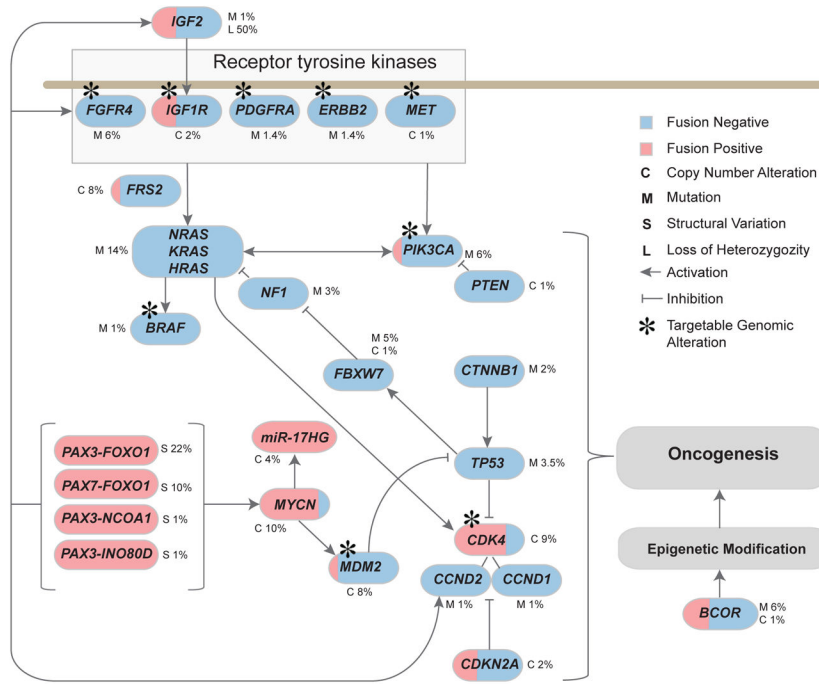 IGF2
M 1%
L 50%
Receptor tyrosine kinases
FGFR4
IGF1R
PDGFRA
ERBB2
MET
M 6%
C 2%
M 1.4%
M 1.4%
C 1%
Fusion Negative
Fusion Positive
C Copy Number Alteration
M Mutation
S Structural Variation
L Loss of Heterozygozity
Activation
Inhibition
* Targetable Genomic
Alteration
C 8%
FRS2
M 14%
NRAS
KRAS
HRAS
PIK3CA
M 6%
PTEN
C 1%
NF1
M 3%
M 1%
BRAF
M 5%
C 1%
FBXW7
CTNNB1
M 2%
TP53
M 3.5%
PAX3-FOXO1
S 22%
PAX7-FOXO1
S 10%
PAX3-NCOA1
S 1%
PAX3-INO80D
S 1%
miR-17HG
C 4%
MYCN
C 10%
MDM2
C 8%
CDK4
C 9%
CCND2
CCND1
M 1%
M 1%
CDKN2A
C 2%
Oncogenesis
Epigenetic Modification
BCOR
M 6%
C 1%